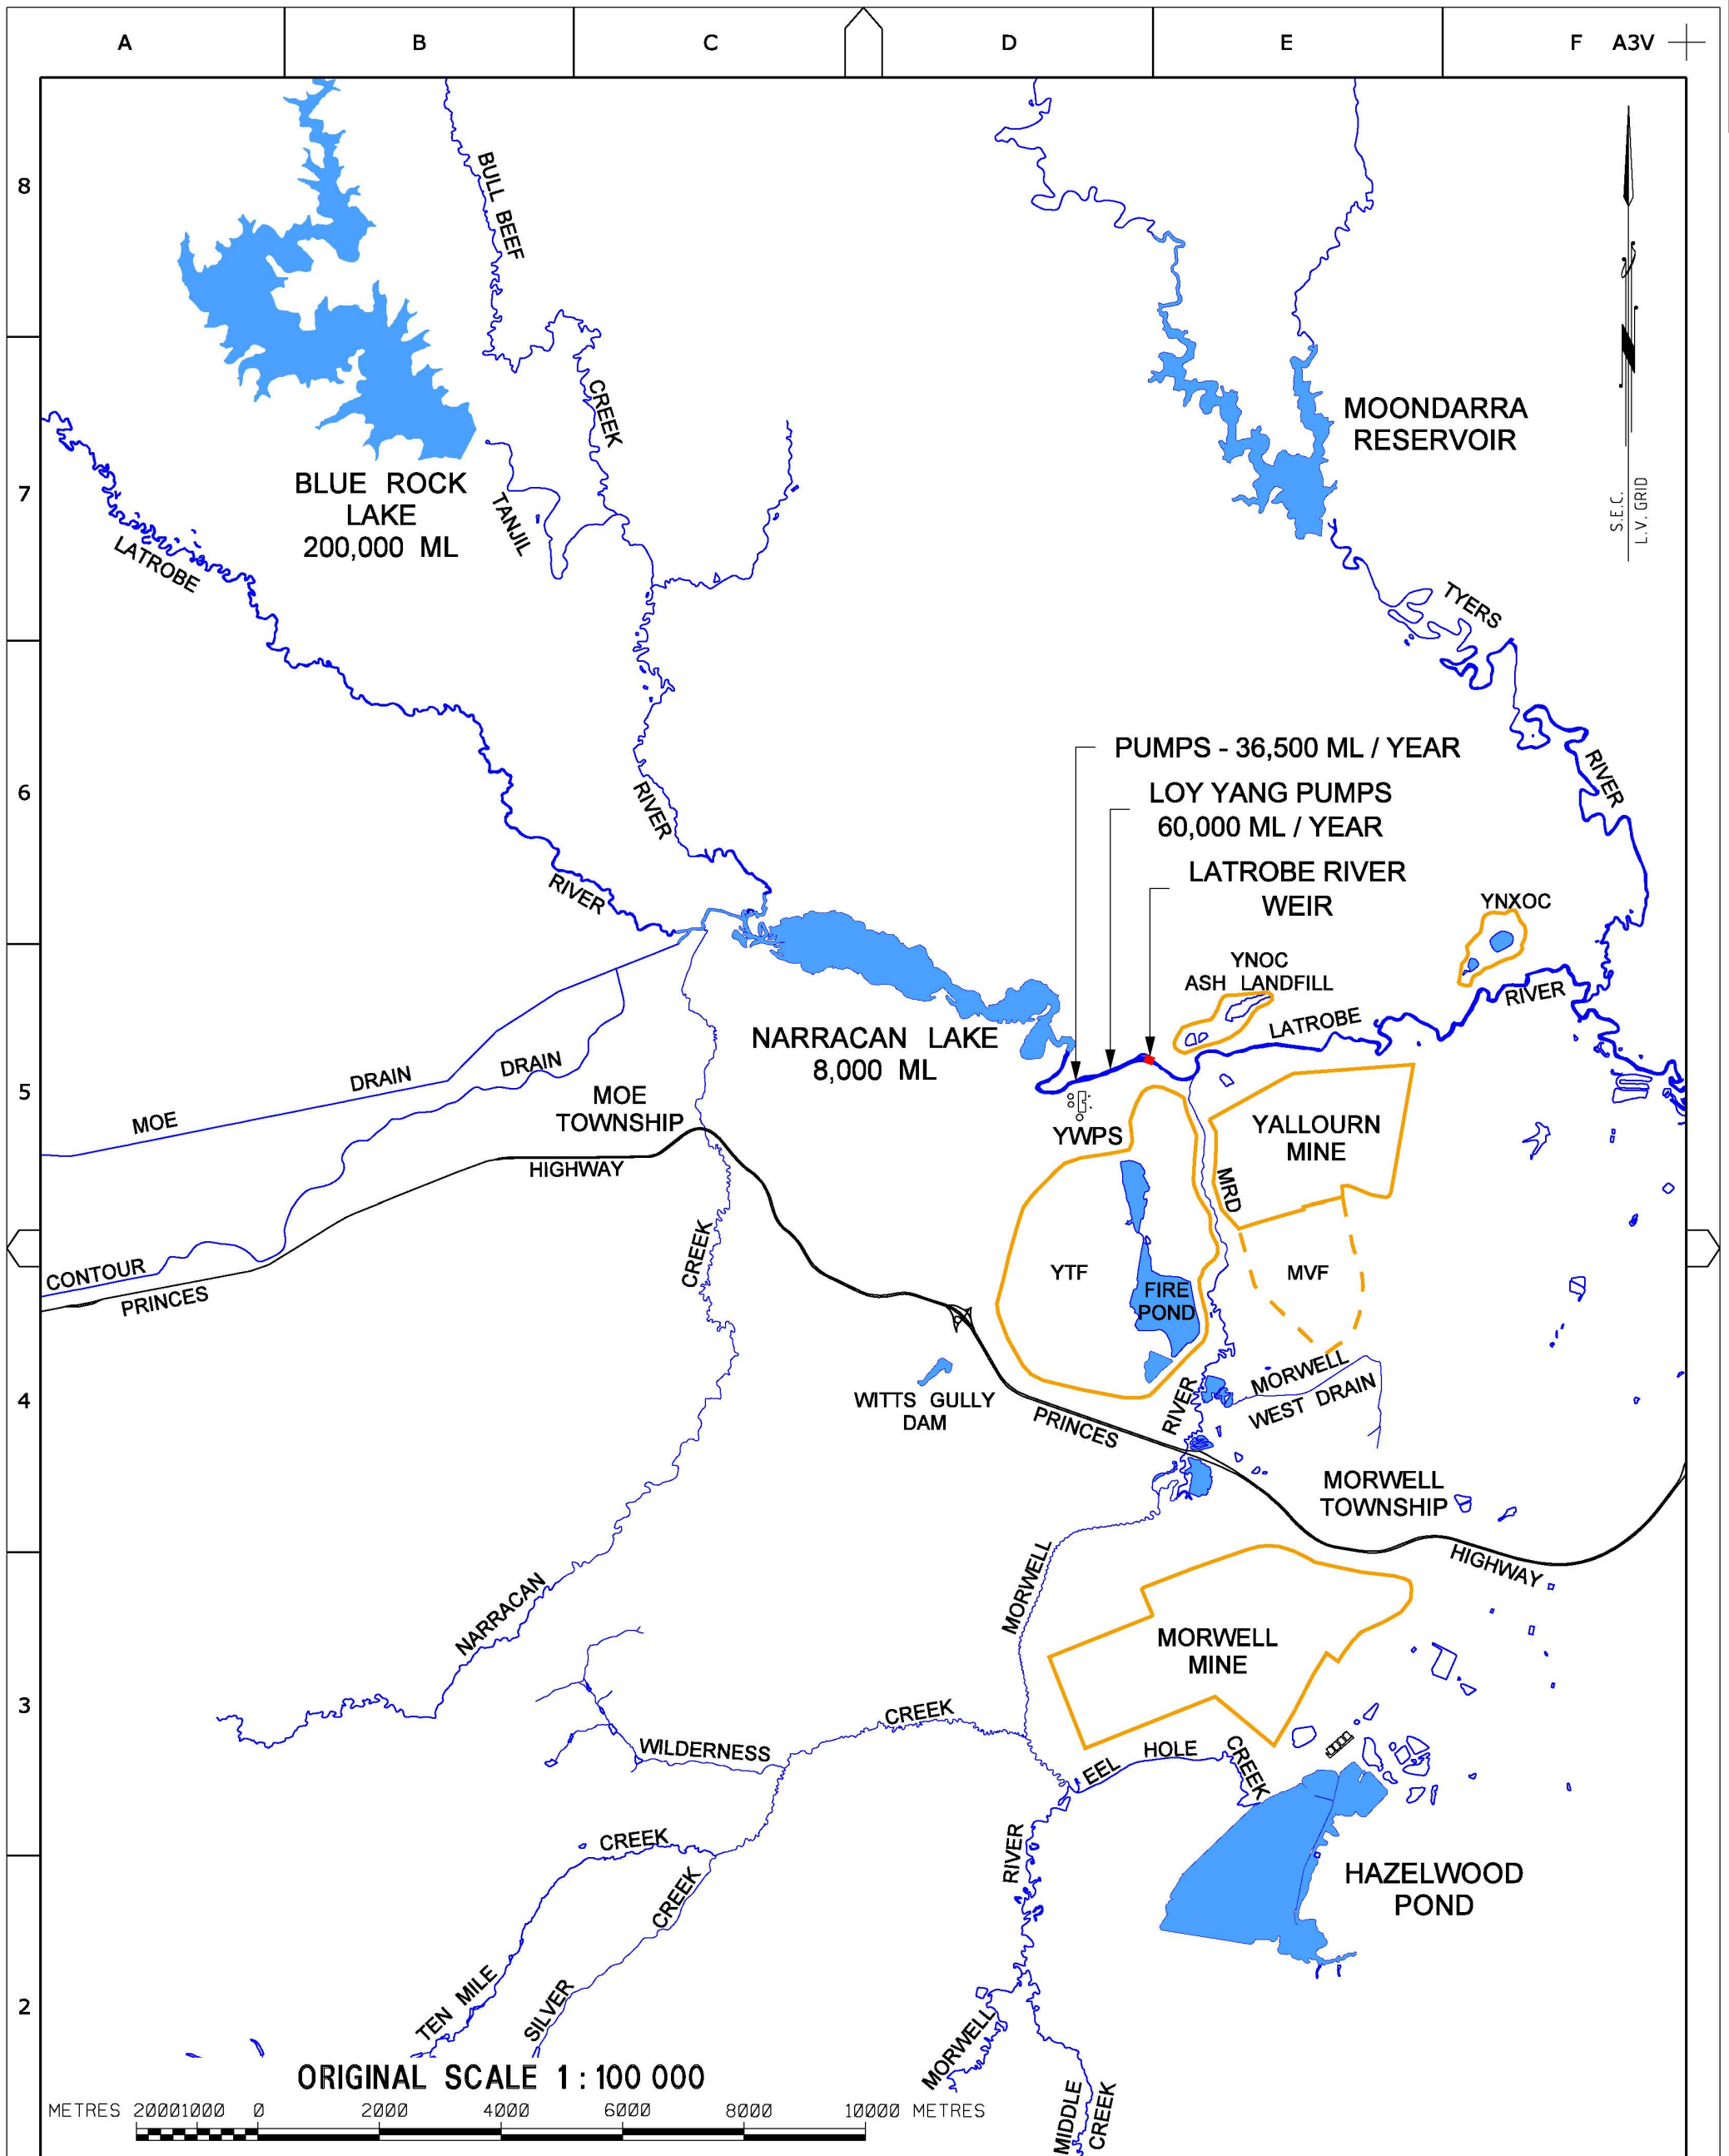 A B C D E F A3V
8
BULL BEEF
CREEK
MOONDARRA
RESERVOIR
S.E.C.
L.V. GRID
N
7
BLUE ROCK
LAKE
200,000 ML
TANJIL
LATROBE
TYERS
6
PUMPS - 36,500 ML / YEAR
LOY YANG PUMPS
60,000 ML / YEAR
LATROBE RIVER
WEIR
RIVER
RIVER
RIVER
YNXOC
YNOC
ASH LANDFILL
RIVER
LATROBE
NARRACAN LAKE
8,000 ML
5
DRAIN
DRAIN
MOE
MOE
TOWNSHIP
HIGHWAY
YWPS
YALLOURN
MINE
MRD
CREEK
CONTOUR
PRINCES
YTF
FIRE
POND
MVF
4
WITTS GULLY
DAM
PRINCES
RIVER
MORWELL
WEST DRAIN
MORWELL
TOWNSHIP
HIGHWAY
MORWELL
NARRACAN
MORWELL
MINE
3
CREEK
WILDERNESS
EEL HOLE CREEK
CREEK
RIVER
CREEK
HAZELWOOD
POND
2
TEN MILE
SILVER
MORWELL
MIDDLE
CREEK
ORIGINAL SCALE 1 : 100 000
METRES 2000 1000 0 2000 4000 6000 8000 10000 METRES